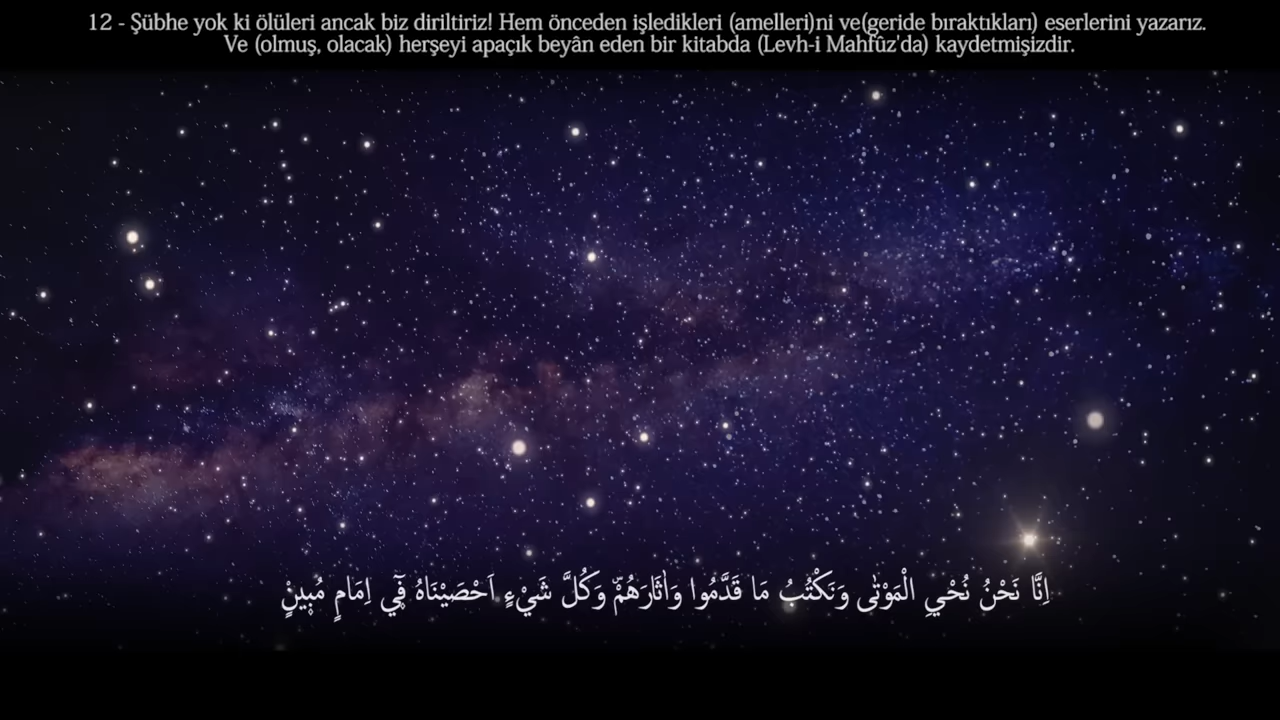 12 - Şübhe yok ki ölüleri ancak biz diriltiriz! Hem önceden işledikleri (amelleri)ni ve(geride bıraktıkları) eserlerini yazarız.
Ve (olmuş, olacak) herşeyi apaçık beyân eden bir kitabda (Levh-i Mahfûz'da) kaydetmişizdir.
اِنَّا نَحْنُ نُحْيِ الْمَوْتٰى وَنَكْتُبُ مَا قَدَّمُوا وَاٰثَارَهُمْۜ وَكُلَّ شَيْءٍ اَحْصَيْنَاهُ ف۪ٓي اِمَامٍ مُب۪ينٍ۟